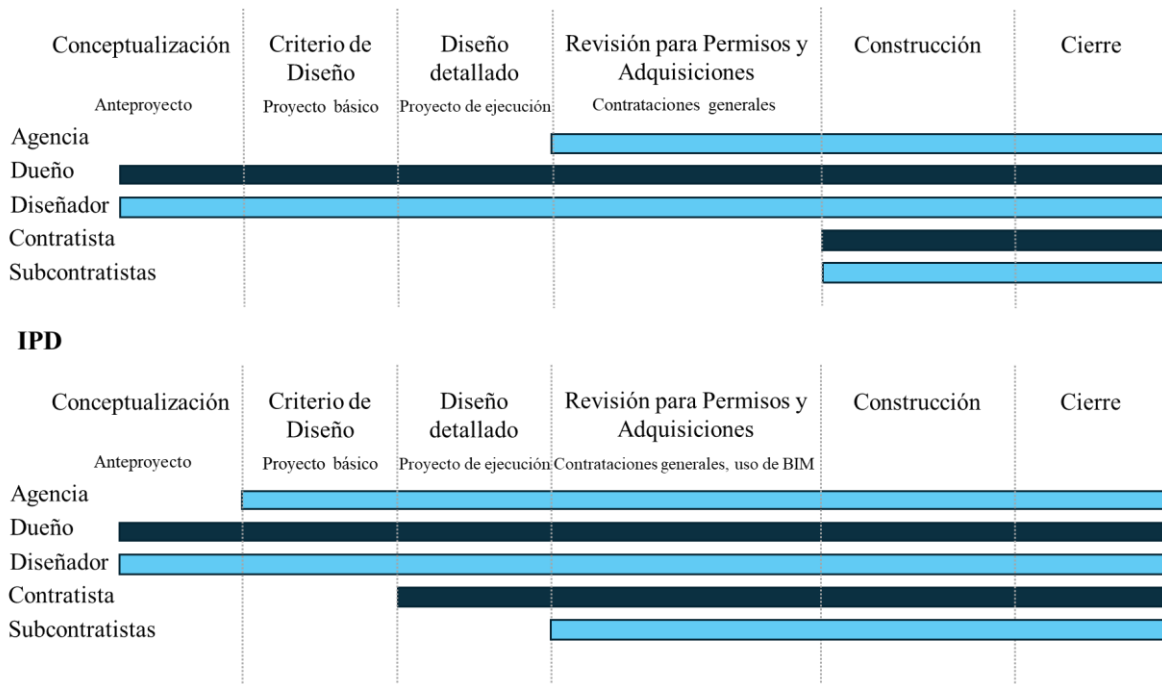 Conceptualización
Criterio de
Diseño
Diseño
detallado
Revisión para Permisos y
Adquisiciones
Construcción
Cierre
Anteproyecto
Proyecto básico
Proyecto de ejecución
Contrataciones generales
Agencia
Dueño
Diseñador
Contratista
Subcontratistas
IPD
Conceptualización
Criterio de
Diseño
Diseño
detallado
Revisión para Permisos y
Adquisiciones
Construcción
Cierre
Anteproyecto
Proyecto básico
Proyecto de ejecución
Contrataciones generales, uso de BIM
Agencia
Dueño
Diseñador
Contratista
Subcontratistas